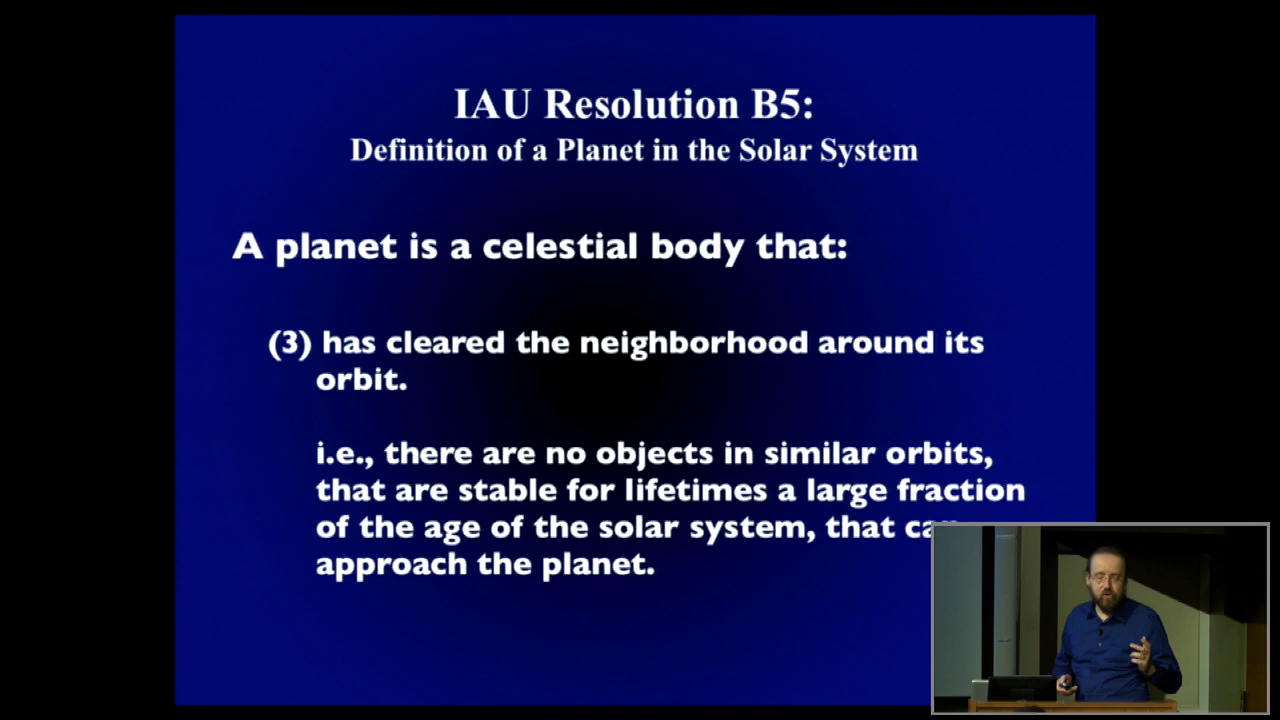 IAU Resolution B5:
Definition of a Planet in the Solar System
A planet is a celestial body that:
(3) has cleared the neighborhood around its
orbit.
i.e., there are no objects in similar orbits,
that are stable for lifetimes a large fraction
of the age of the solar system, that can
approach the planet.